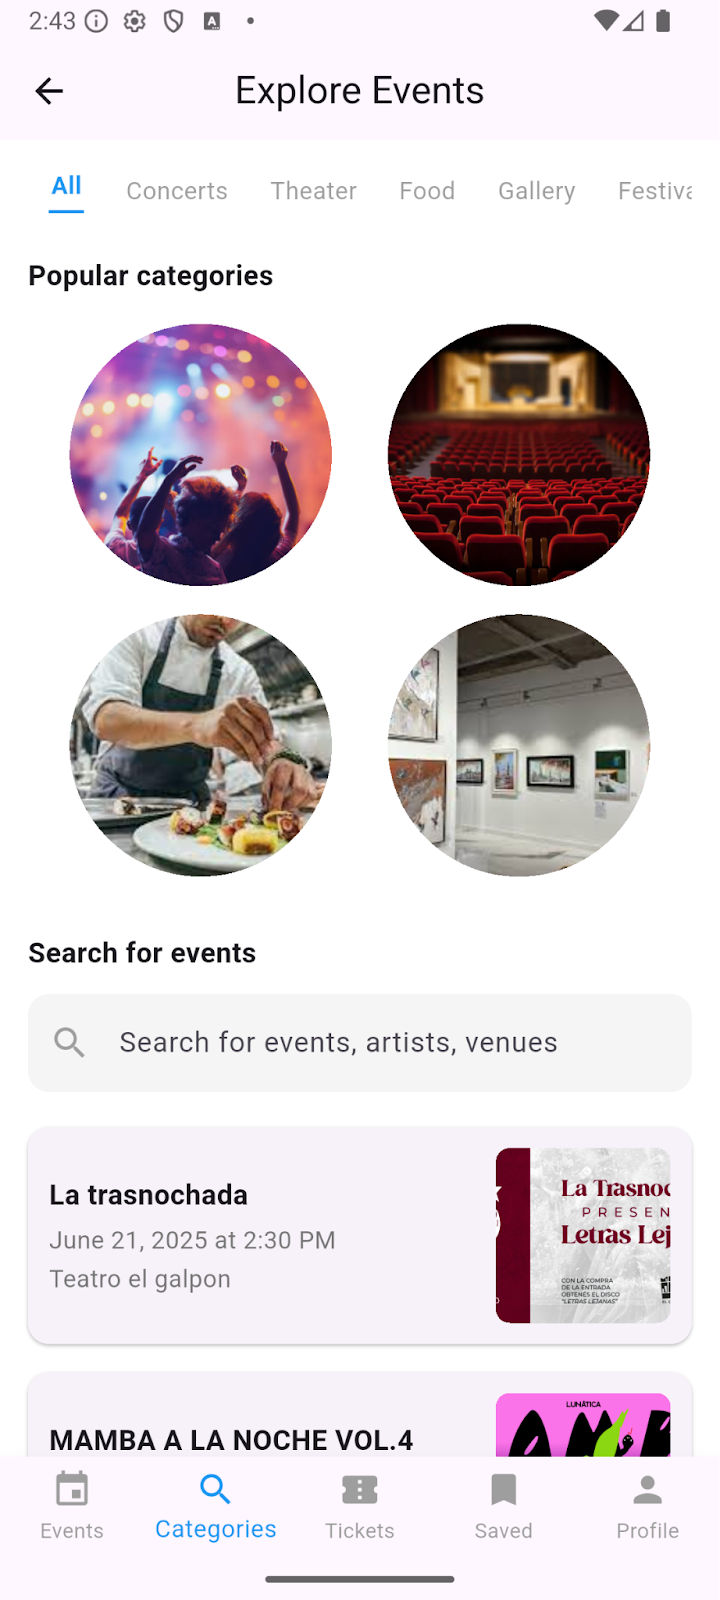 2:43
Explore Events
All Concerts Theater Food Gallery Festiva
Popular categories
Search for events
Search for events, artists, venues
La trasnochada
June 21, 2025 at 2:30 PM
Teatro el galpon
La Trasnoc
PRESEN
Letras Lej
CON LA COMPRA
DE LA ENTRADA
OBTENÉS EL DISCO
"LETRAS LEJANAS"
MAMBA A LA NOCHE VOL.4
LUNÁTICA
Events Categories Tickets Saved Profile